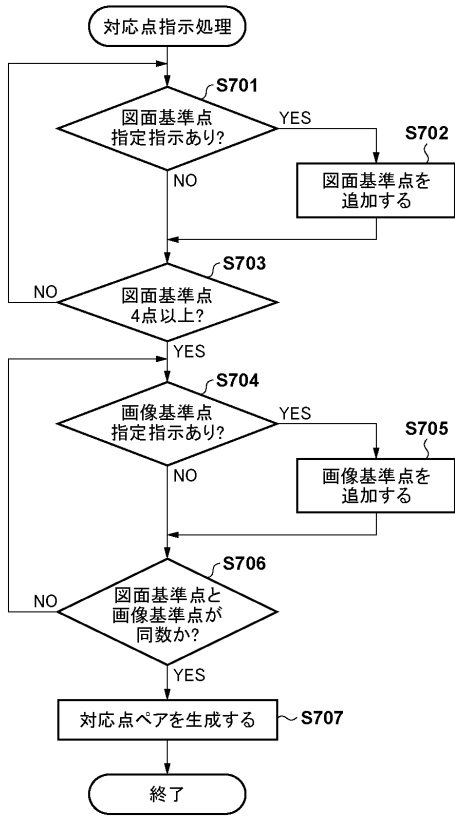 対応点指示処理
S701
図面基準点
指定指示あり?
YES
S702
図面基準点を
追加する
NO
S703
図面基準点
4点以上?
NO
YES
S704
画像基準点
指定指示あり?
YES
S705
画像基準点を
追加する
NO
S706
図面基準点と
画像基準点が
同数か?
NO
YES
対応点ペアを生成する
S707
終了